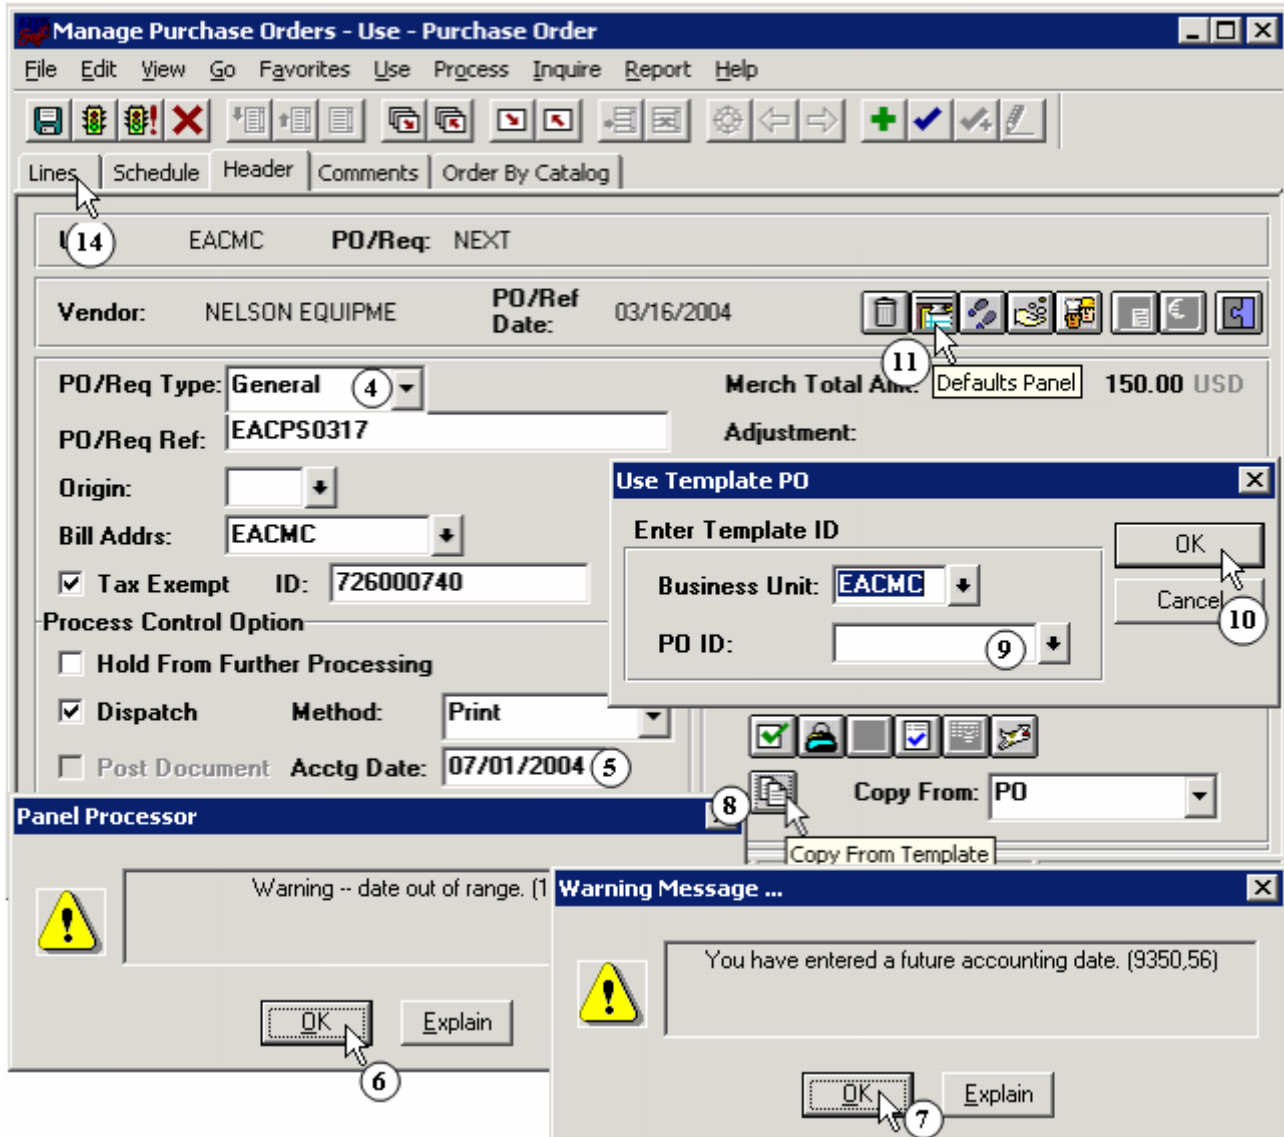 Manage Purchase Orders - Use - Purchase Order
File Edit View Go Favorites Use Process Inquire Report Help
Lines Schedule Header Comments Order By Catalog
14
EACMC PO/Req: NEXT
Vendor: NELSON EQUIPME PO/Ref Date: 03/16/2004
11
Defaults Panel
PO/Req Type: General 4
Merch Total Amt: 150.00 USD
PO/Req Ref: EACPS0317
Adjustment:
Origin:
Bill Addrs: EACMC
Tax Exempt ID: 726000740
Process Control Option
Hold From Further Processing
Dispatch Method: Print
Post Document Acctg Date: 07/01/2004 5
Use Template PO
Enter Template ID
Business Unit: EACMC
PO ID: 9
OK
Cancel
10
8
Copy From: PO
Copy From Template
Panel Processor
Warning -- date out of range. (1
OK Explain
6
Warning Message ...
You have entered a future accounting date. (9350,56)
OK Explain
7